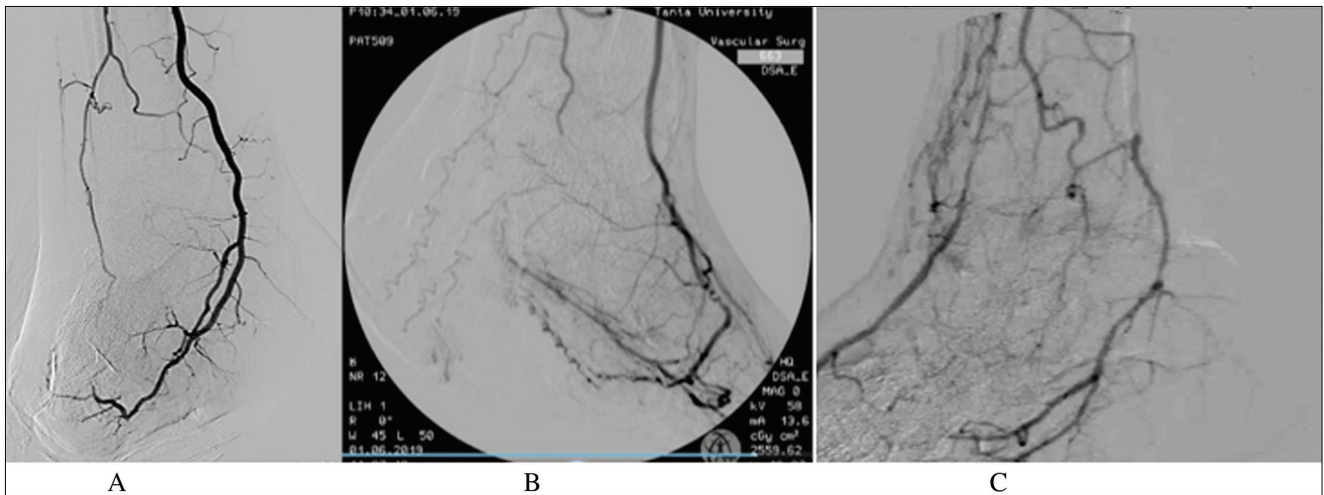 P10:34_01.06.19
Tanta University
PAT509
Vascular Surg
663
DSA_E
B
NR 12
LIH 1
R 0°
W 45 L 50
01.06.2019
HQ
DSA_E
MAG 0
kV 58
mA 13.6
cGy cm²
2559.62
A
B
C